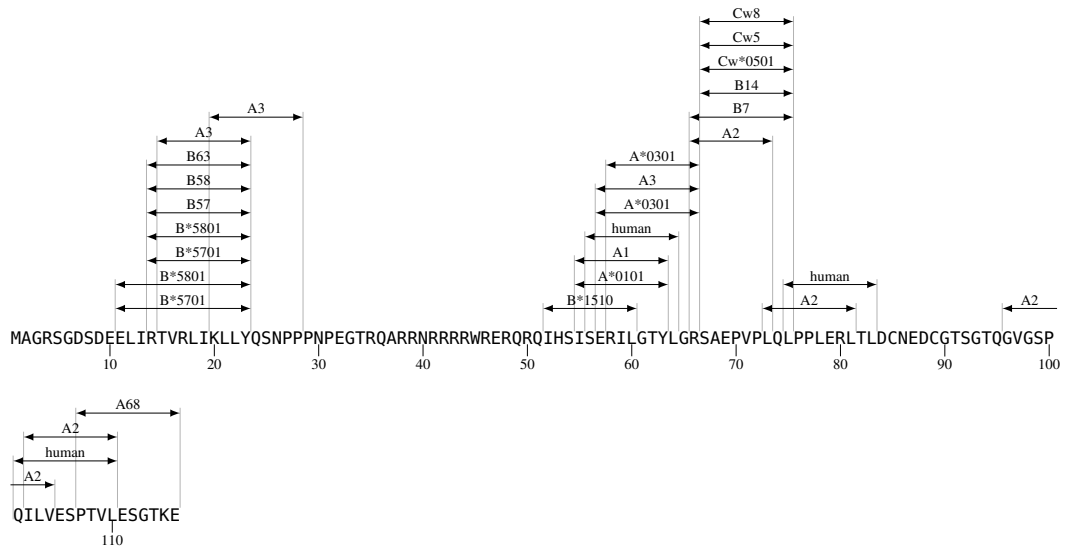 Cw8
Cw5
Cw*0501
B14
A3 B7
A3 A2
B63 A*0301
B58 A3
B57 A*0301
B*5801 human
B*5701 A1
B*5801 A*0101 human
B*5701 B*1510 A2 A2
MAGRSGDSDEELIRTVRLIKLLYQSNPPPNPEGTRQARRNRRRRWRERQRQIHSISERILGTYLGRSAEPVPLQLPPLERLTLDCNEDCGTSGTQGVGSP
10 20 30 40 50 60 70 80 90 100
A68
A2
human
A2
QILVESPTVLESGTKE
110